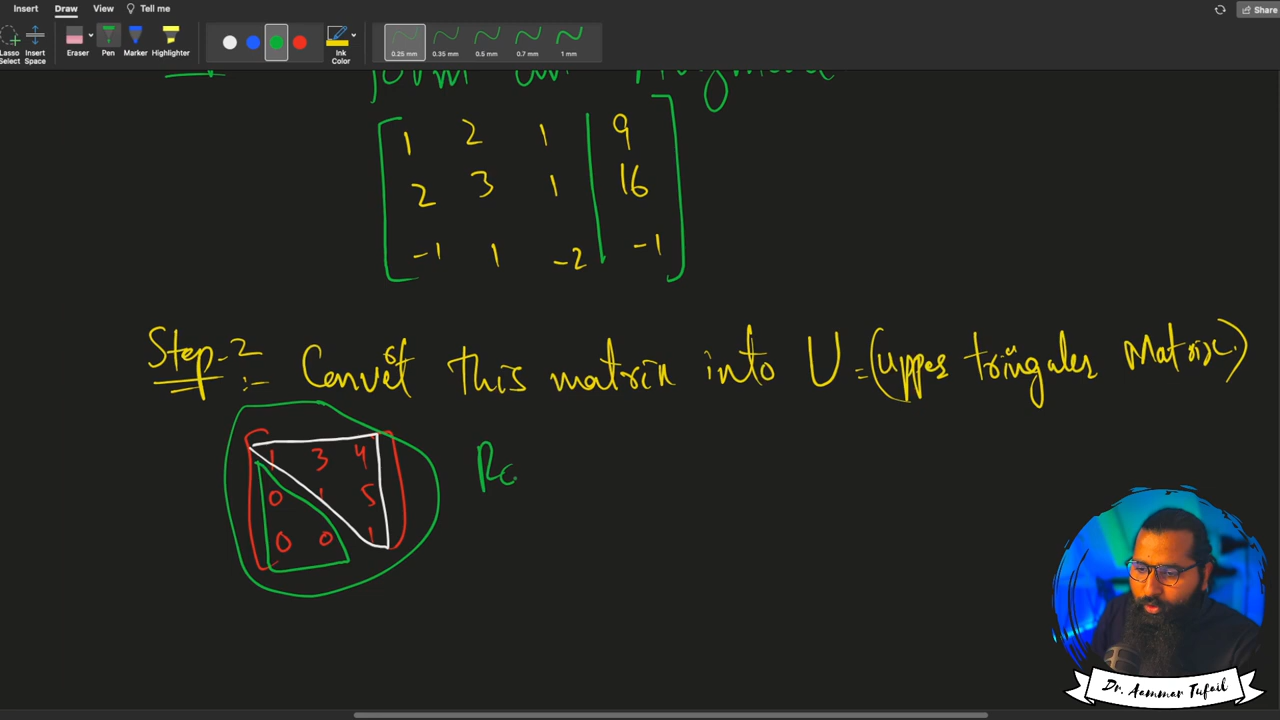 Insert Draw View Tell me
Share
Lasso Select
Insert Space
Eraser
Pen
Marker
Highlighter
Ink Color
0.25 mm
0.35 mm
0.5 mm
0.7 mm
1 mm
1 2 1 9
2 3 1 16
-1 1 -2 -1
Step-2 :- Convet this matrix into U = (upper triangular Matrix.)
1 3 4
0 1 5
0 0 1
Ro
Dr. Aammar Tufail